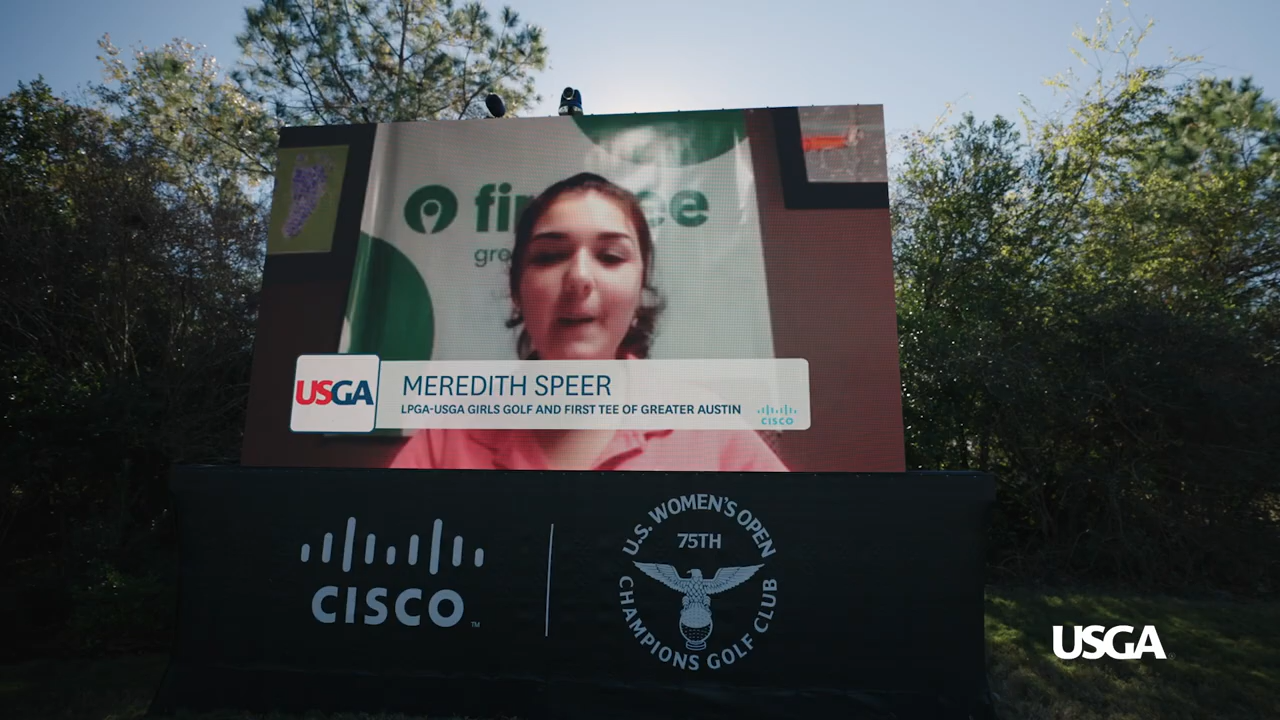 USGA
MEREDITH SPEER
LPGA-USGA GIRLS GOLF AND FIRST TEE OF GREATER AUSTIN
CISCO
CISCO
TM
U.S. WOMEN'S OPEN
75TH
CHAMPIONS GOLF CLUB
USGA